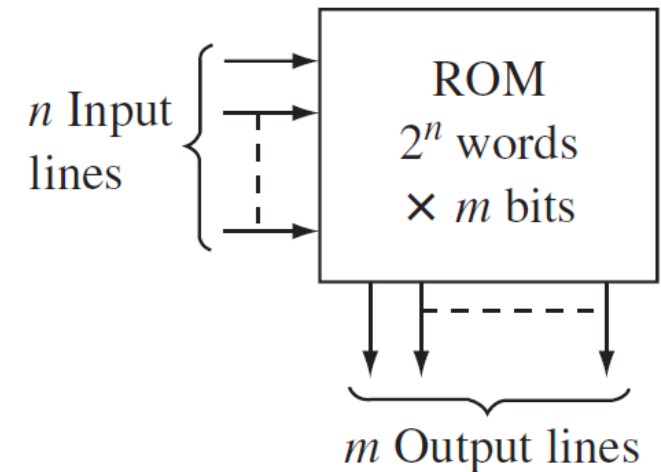 n Input
lines
ROM
2ⁿ words
× m bits
m Output lines